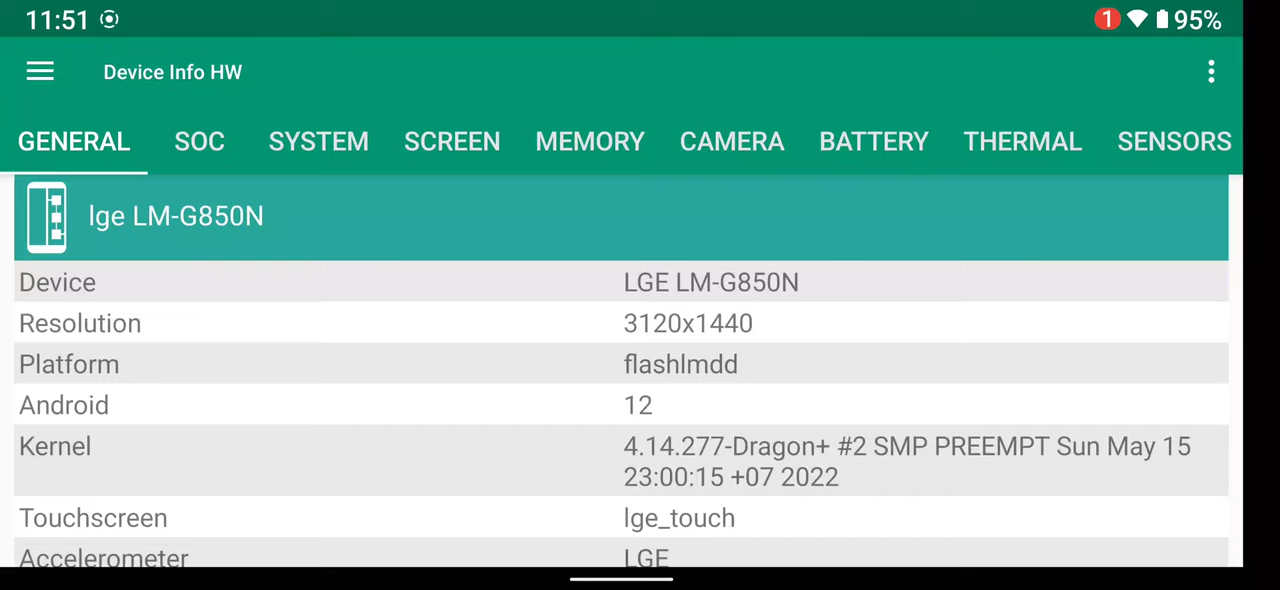 11:51 1 95%
Device Info HW
GENERAL SOC SYSTEM SCREEN MEMORY CAMERA BATTERY THERMAL SENSORS
lge LM-G850N
Device LGE LM-G850N
Resolution 3120x1440
Platform flashlmdd
Android 12
Kernel 4.14.277-Dragon+ #2 SMP PREEMPT Sun May 15
23:00:15 +07 2022
Touchscreen lge_touch
Accelerometer LGE